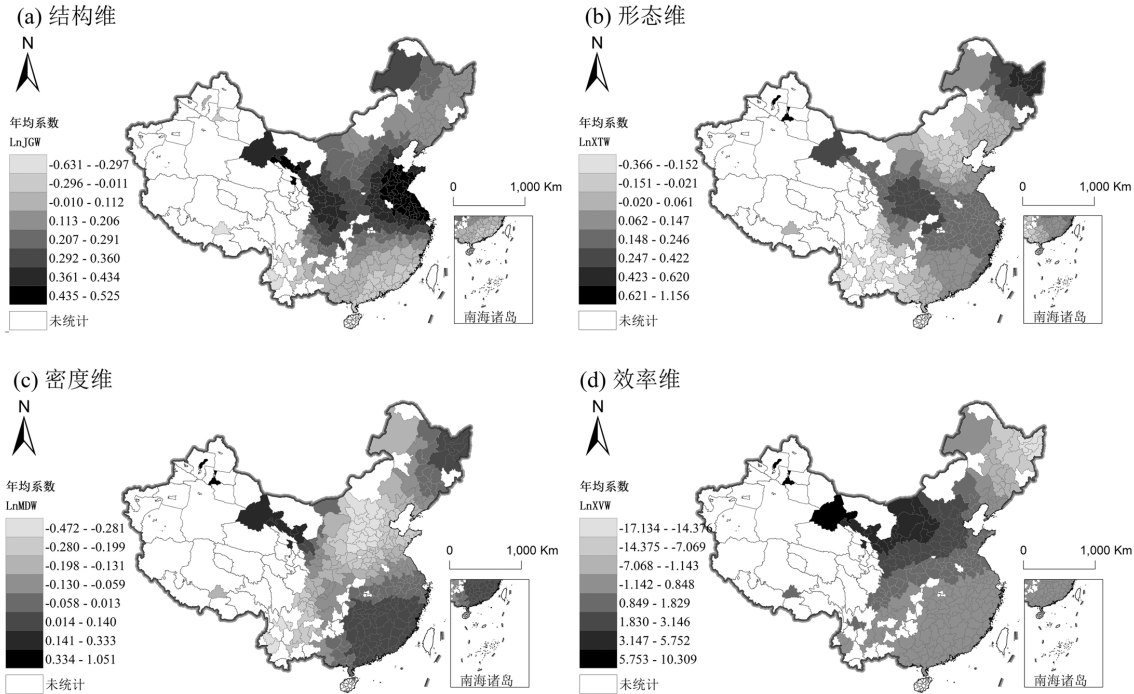 (a) 结构维
N
年均系数
LnJGW
-0.631 - -0.297
-0.296 - -0.011
-0.010 - 0.112
0.113 - 0.206
0.207 - 0.291
0.292 - 0.360
0.361 - 0.434
0.435 - 0.525
未统计
0 1,000 Km
南海诸岛
(b) 形态维
N
年均系数
LnXTW
-0.366 - -0.152
-0.151 - -0.021
-0.020 - 0.061
0.062 - 0.147
0.148 - 0.246
0.247 - 0.422
0.423 - 0.620
0.621 - 1.156
未统计
0 1,000 Km
南海诸岛
(c) 密度维
N
年均系数
LnMDW
-0.472 - -0.281
-0.280 - -0.199
-0.198 - -0.131
-0.130 - -0.059
-0.058 - 0.013
0.014 - 0.140
0.141 - 0.333
0.334 - 1.051
未统计
0 1,000 Km
南海诸岛
(d) 效率维
N
年均系数
LnXVW
-17.134 - -14.376
-14.375 - -7.069
-7.068 - -1.143
-1.142 - 0.848
0.849 - 1.829
1.830 - 3.146
3.147 - 5.752
5.753 - 10.309
未统计
0 1,000 Km
南海诸岛